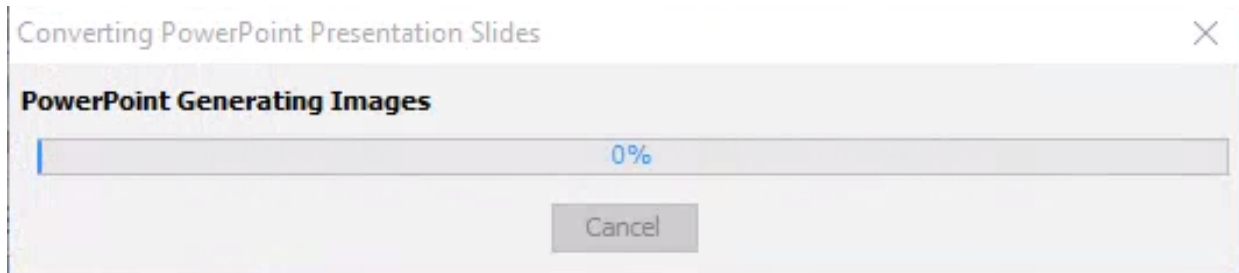 Converting PowerPoint Presentation Slides
PowerPoint Generating Images
0%
Cancel